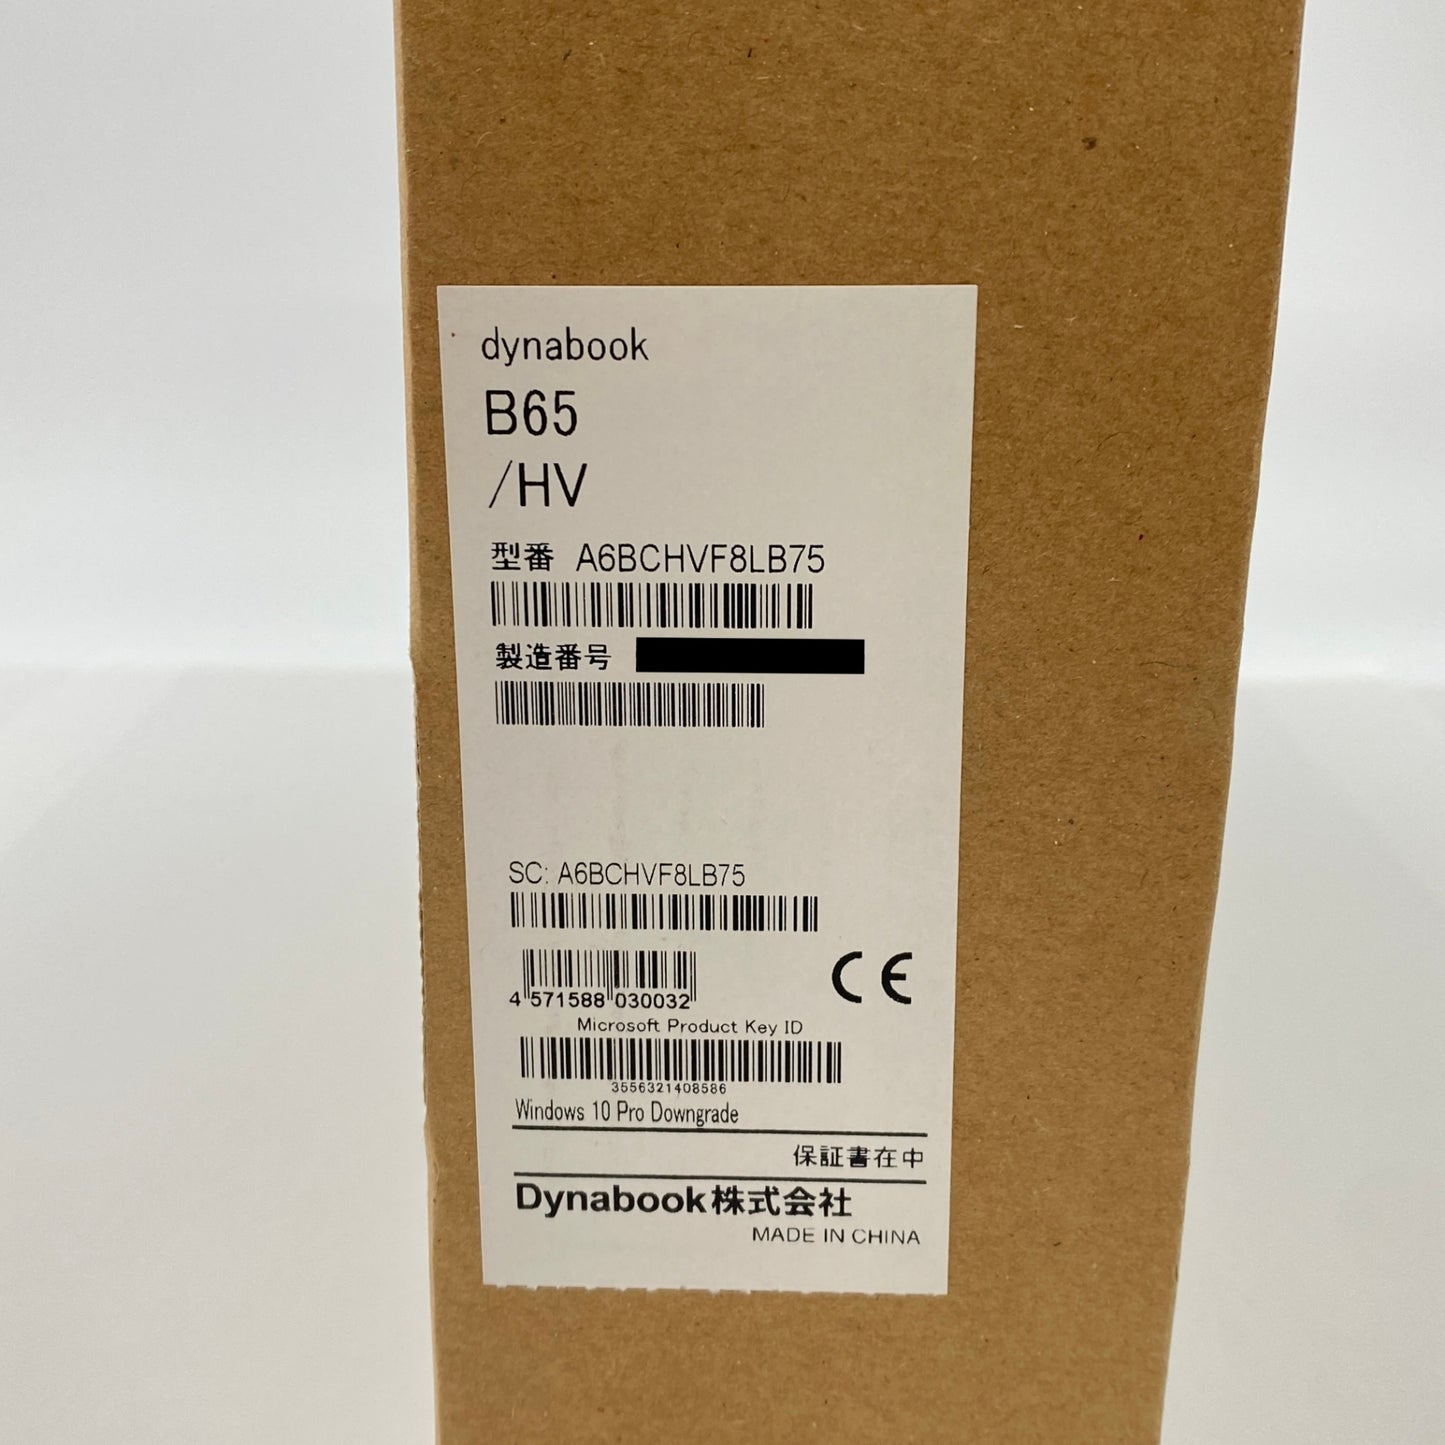 dynabook
B65
/HV
型番 A6BCHVF8LB75
製造番号
SC: A6BCHVF8LB75
4 571588 030032
Microsoft Product Key ID
3556321408586
Windows 10 Pro Downgrade
保証書在中
Dynabook株式会社
MADE IN CHINA
CE